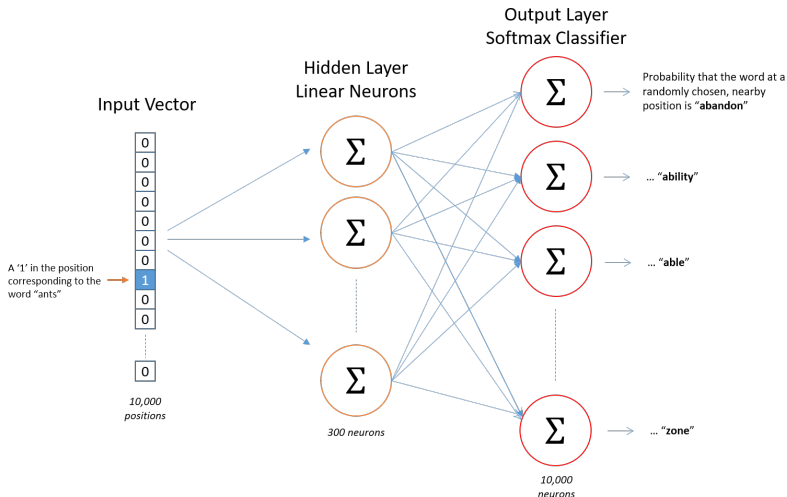 Output Layer
Softmax Classifier
Hidden Layer
Linear Neurons
Input Vector
0
0
0
0
0
0
0
1
0
0
0
A ‘1’ in the position
corresponding to the
word “ants”
10,000
positions
Σ
Σ
Σ
300 neurons
Σ
Σ
Σ
Σ
10,000
neurons
Probability that the word at a
randomly chosen, nearby
position is “abandon”
… “ability”
… “able”
… “zone”